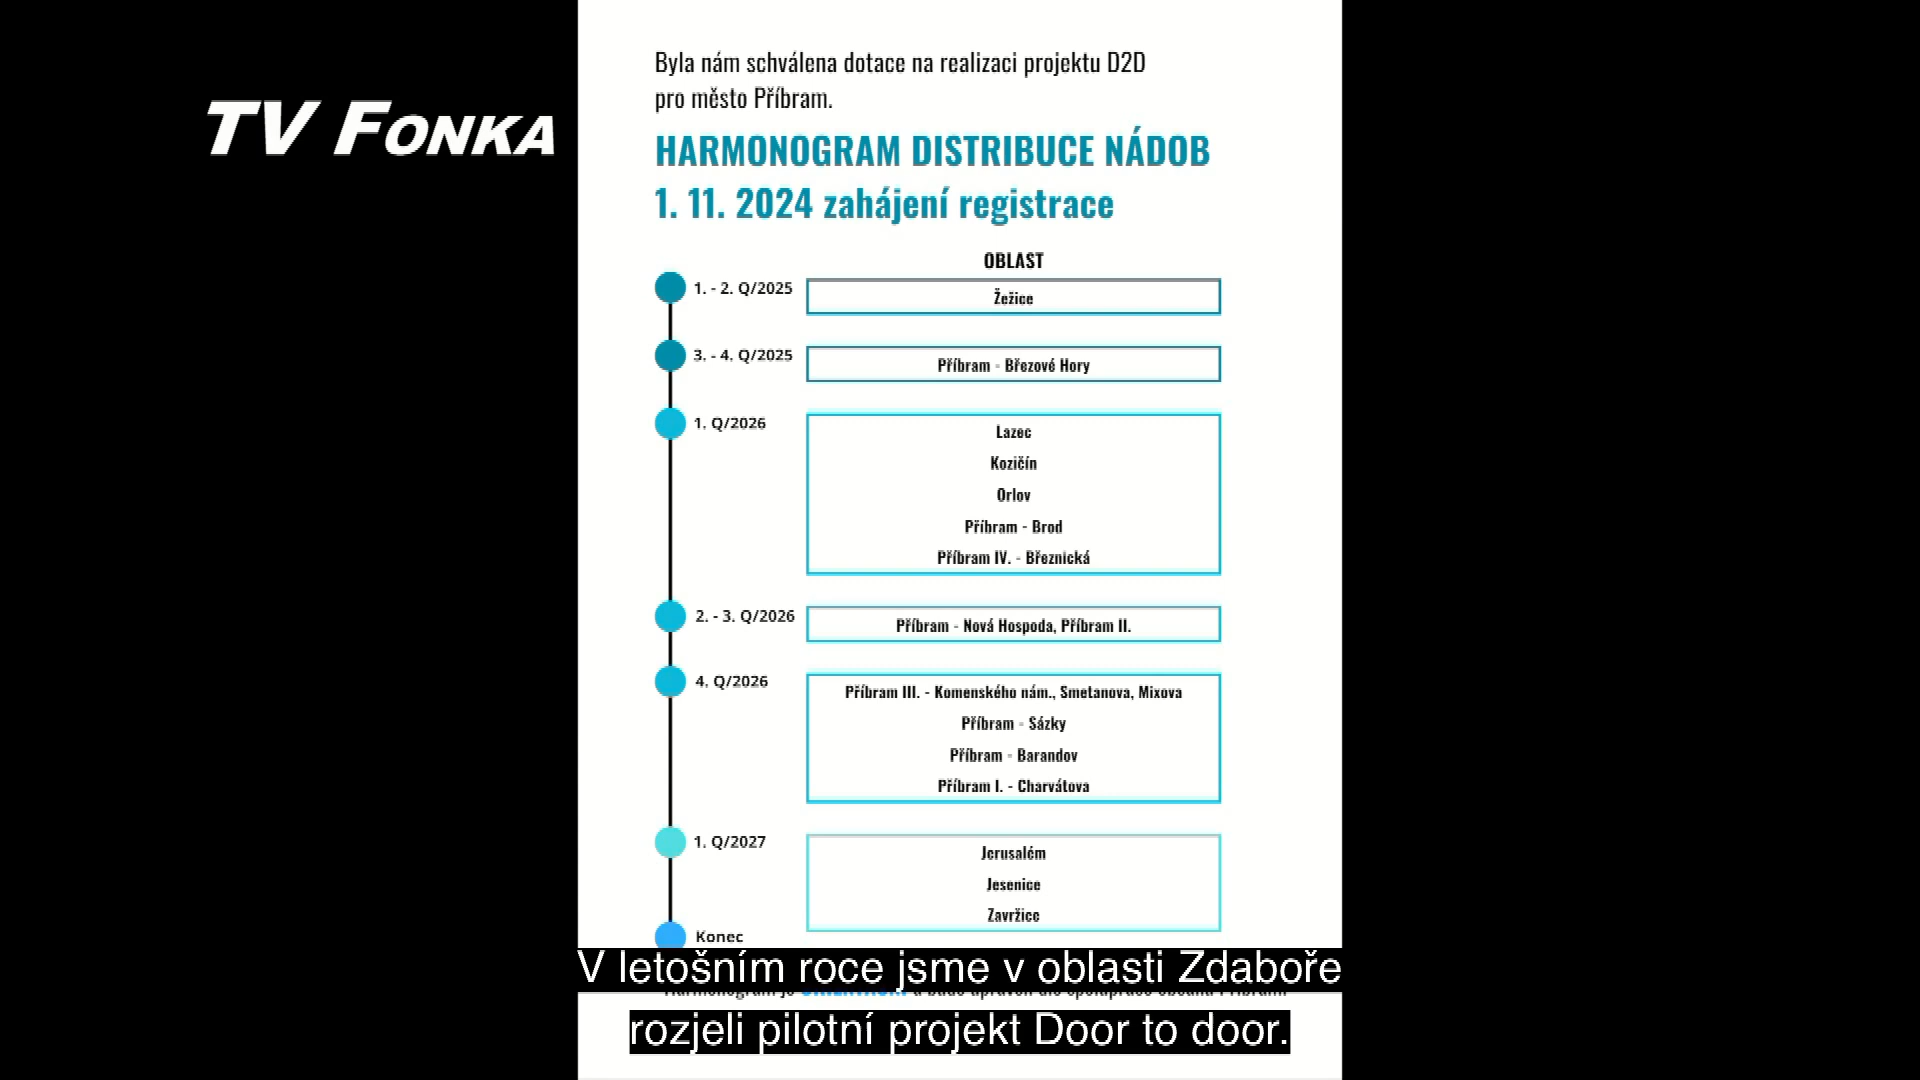 TV FONKA
Byla nám schválena dotace na realizaci projektu D2D
pro město Příbram.
HARMONOGRAM DISTRIBUCE NÁDOB
1. 11. 2024 zahájení registrace
OBLAST
1. - 2. Q/2025
Žežice
3. - 4. Q/2025
Příbram - Březové Hory
1. Q/2026
Lazec
Kozičín
Orlov
Příbram - Brod
Příbram IV. - Březnická
2. - 3. Q/2026
Příbram - Nová Hospoda, Příbram II.
4. Q/2026
Příbram III. - Komenského nám., Smetanova, Mixova
Příbram - Sázky
Příbram - Barandov
Příbram I. - Charvátova
1. Q/2027
Jerusalém
Jesenice
Zavržice
Konec
V letošním roce jsme v oblasti Zdaboře
rozjeli pilotní projekt Door to door.